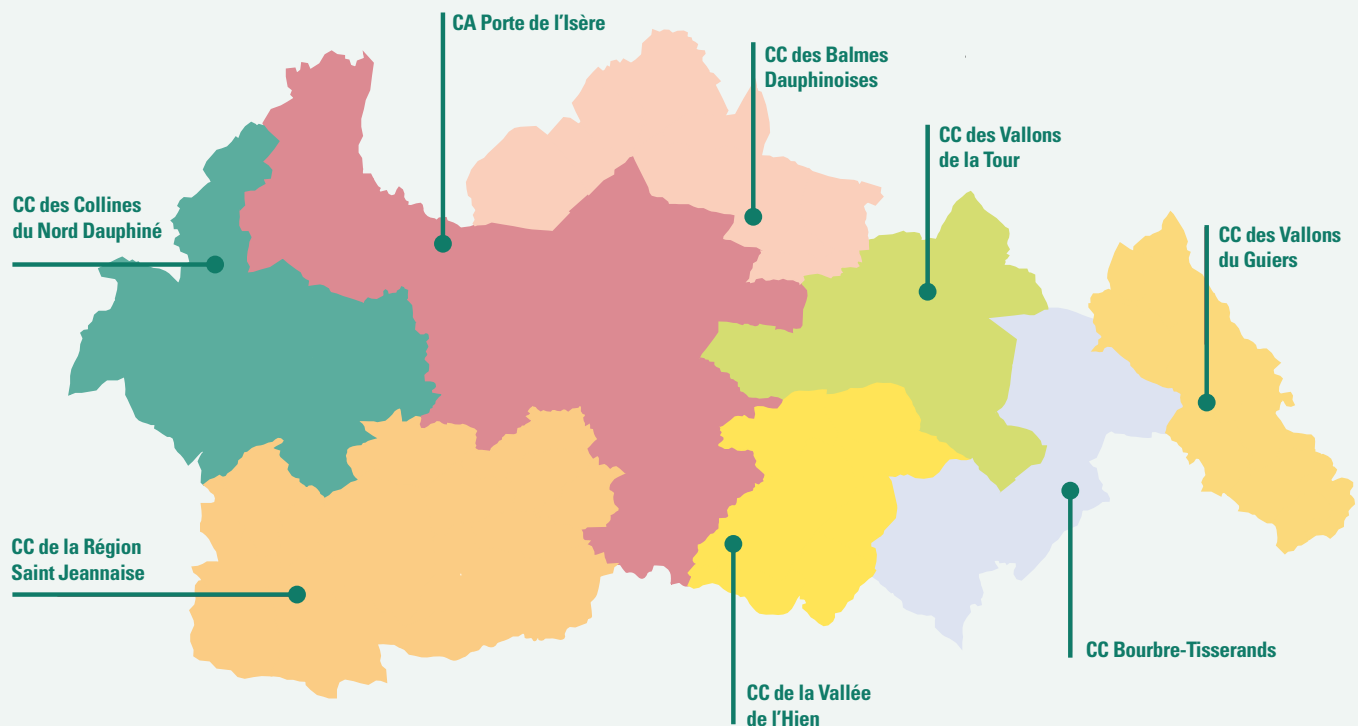 CA Porte de l'Isère
CC des Balmes
Dauphinoises
CC des Vallons
de la Tour
CC des Collines
du Nord Dauphiné
CC des Vallons
du Guiers
CC de la Région
Saint Jeannaise
CC Bourbre-Tisserands
CC de la Vallée
de l'Hien